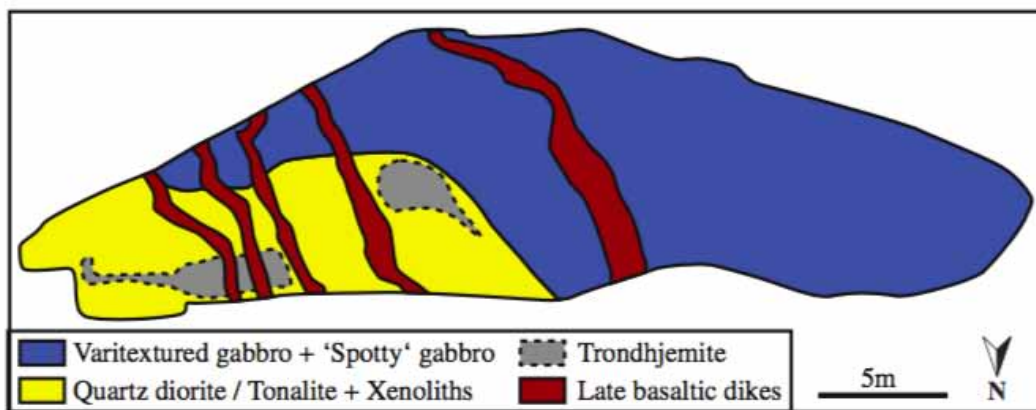 Varitextured gabbro + 'Spotty' gabbro
Trondhjemite
Quartz diorite / Tonalite + Xenoliths
Late basaltic dikes
5m
N